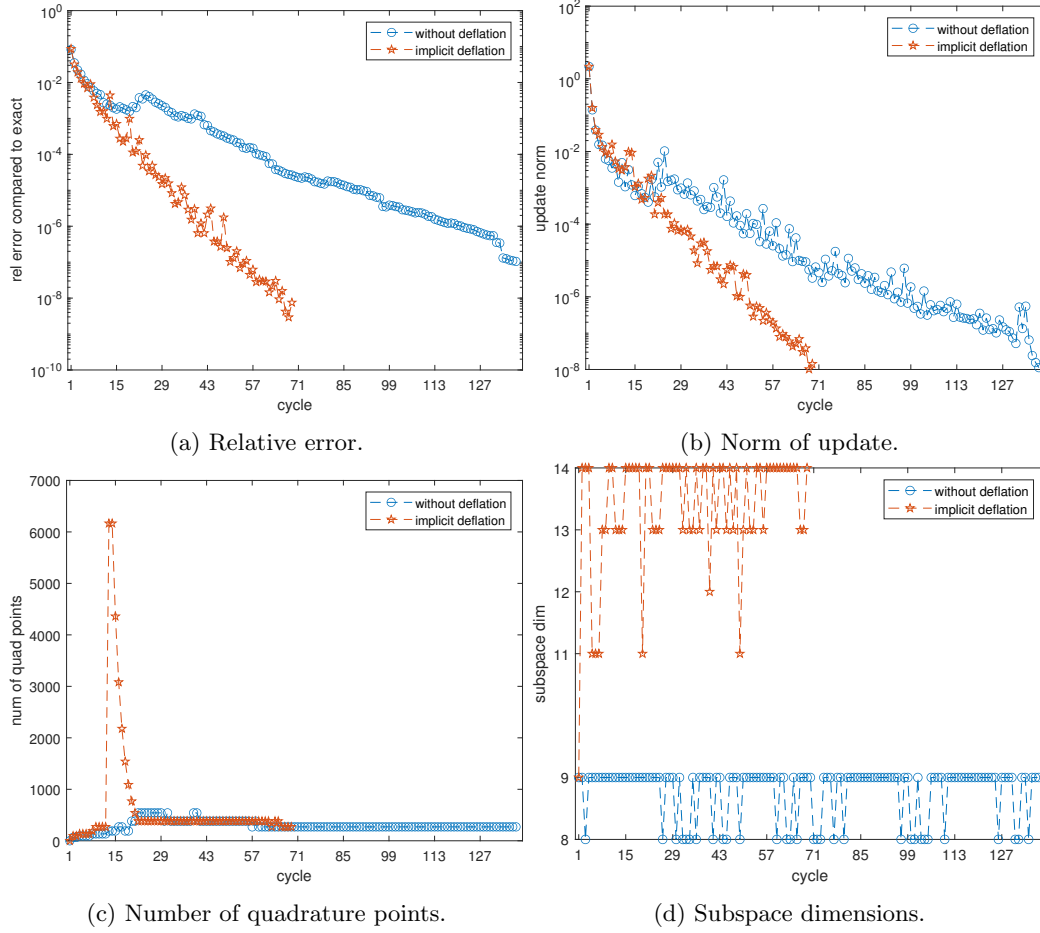 10^0
10^-2
10^-4
10^-6
10^-8
10^-10
rel error compared to exact
without deflation
implicit deflation
1 15 29 43 57 71 85 99 113 127
cycle
(a) Relative error.
10^2
10^0
10^-2
10^-4
10^-6
10^-8
update norm
without deflation
implicit deflation
1 15 29 43 57 71 85 99 113 127
cycle
(b) Norm of update.
7000
6000
5000
4000
3000
2000
1000
0
num of quad points
without deflation
implicit deflation
1 15 29 43 57 71 85 99 113 127
cycle
(c) Number of quadrature points.
14
13
12
11
9
8
subspace dim
without deflation
implicit deflation
1 15 29 43 57 71 85 99 113 127
cycle
(d) Subspace dimensions.